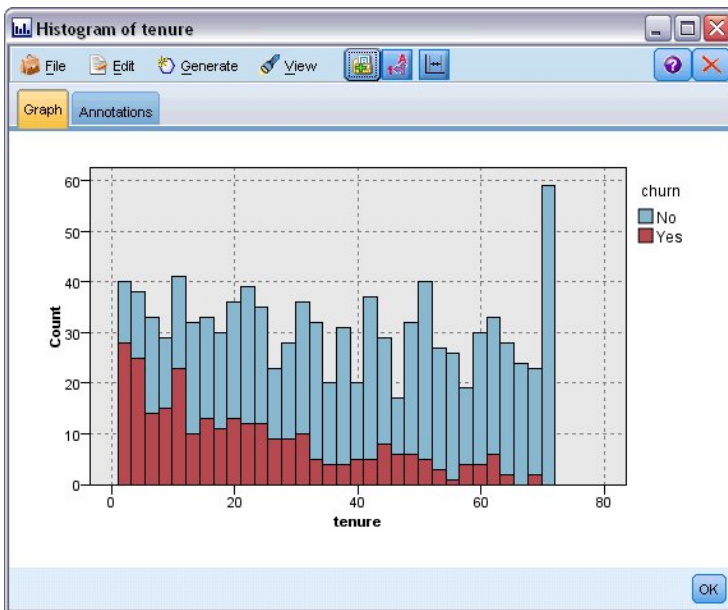 Histogram of tenure
File Edit Generate View
Graph Annotations
60
50
40
30
20
10
0
Count
0 20 40 60 80
tenure
churn
No
Yes
OK